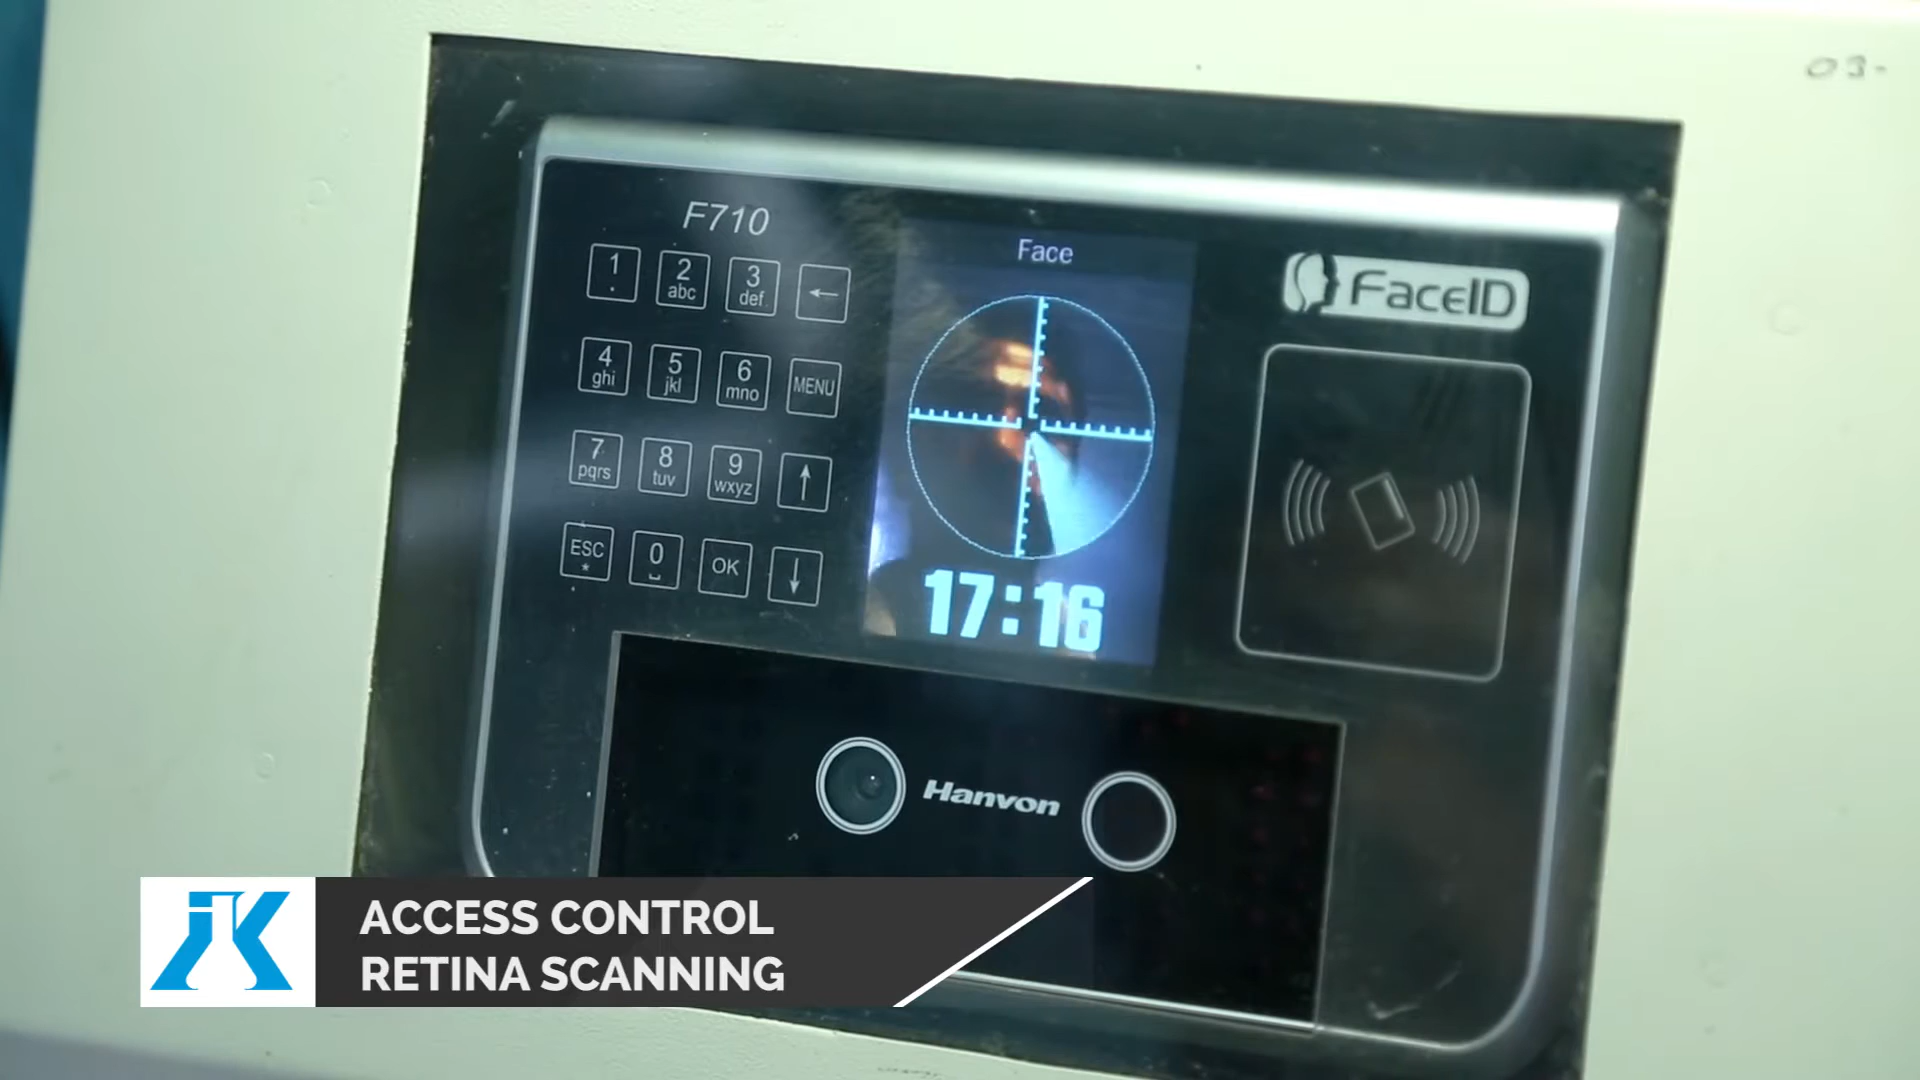 03-
F710
1 .
2 abc
3 def
←
4 ghi
5 jkl
6 mno
MENU
7 pqrs
8 tuv
9 wxyz
↑
ESC *
0
OK
↓
Face
17:16
FaceID
Hanvon
JK
ACCESS CONTROL
RETINA SCANNING